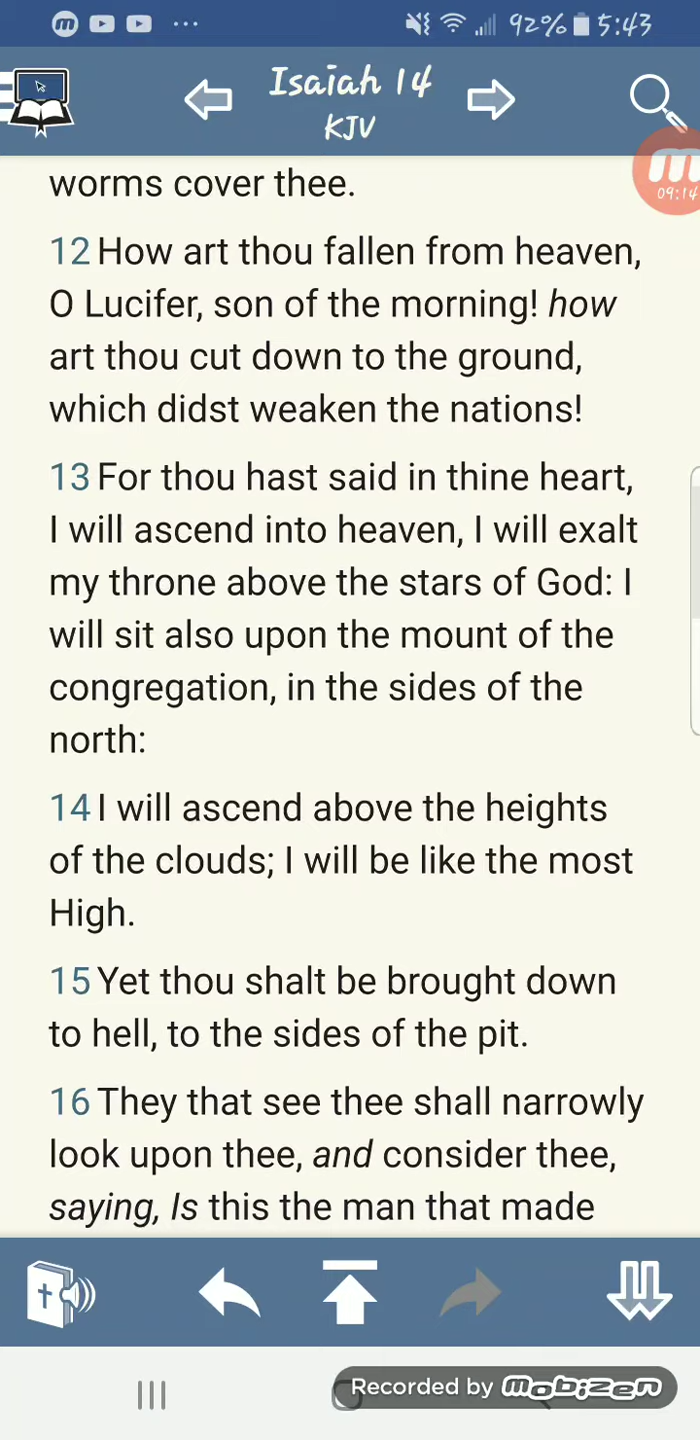 92% 5:43
Isaiah 14
KJV
09:14
worms cover thee.
12 How art thou fallen from heaven,
O Lucifer, son of the morning! how
art thou cut down to the ground,
which didst weaken the nations!
13 For thou hast said in thine heart,
I will ascend into heaven, I will exalt
my throne above the stars of God: I
will sit also upon the mount of the
congregation, in the sides of the
north:
14 I will ascend above the heights
of the clouds; I will be like the most
High.
15 Yet thou shalt be brought down
to hell, to the sides of the pit.
16 They that see thee shall narrowly
look upon thee, and consider thee,
saying, Is this the man that made
Recorded by mobizen